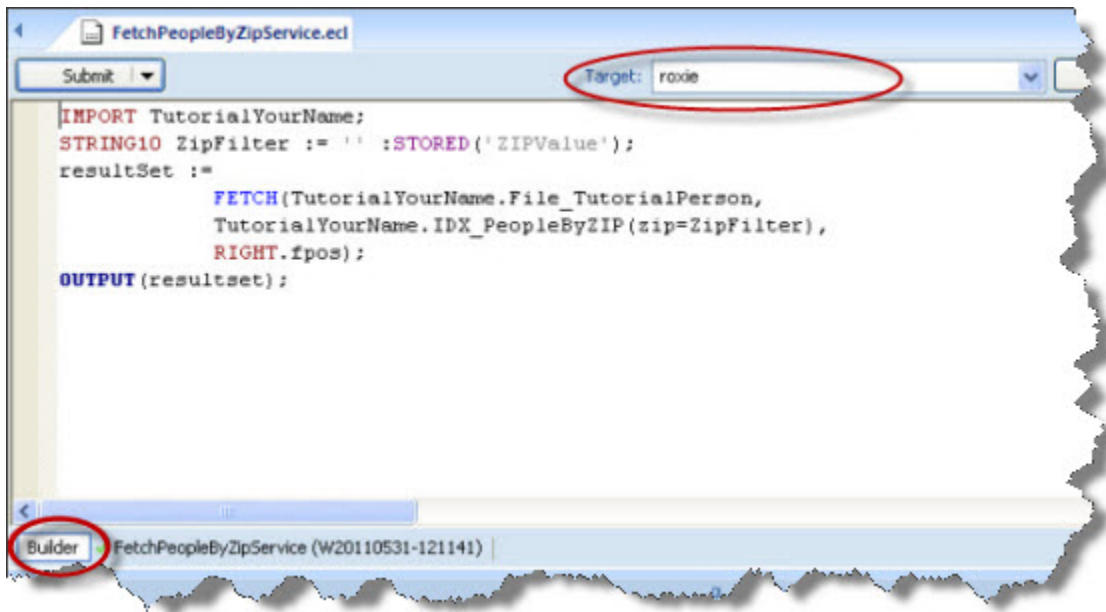 FetchPeopleByZipService.ecl
Submit Target: roxie
IMPORT TutorialYourName;
STRING10 ZipFilter := '' :STORED('ZIPValue');
resultSet :=
FETCH(TutorialYourName.File_TutorialPerson,
TutorialYourName.IDX_PeopleByZIP(zip=ZipFilter),
RIGHT.fpos);
OUTPUT(resultset);
Builder FetchPeopleByZipService (W20110531-121141)